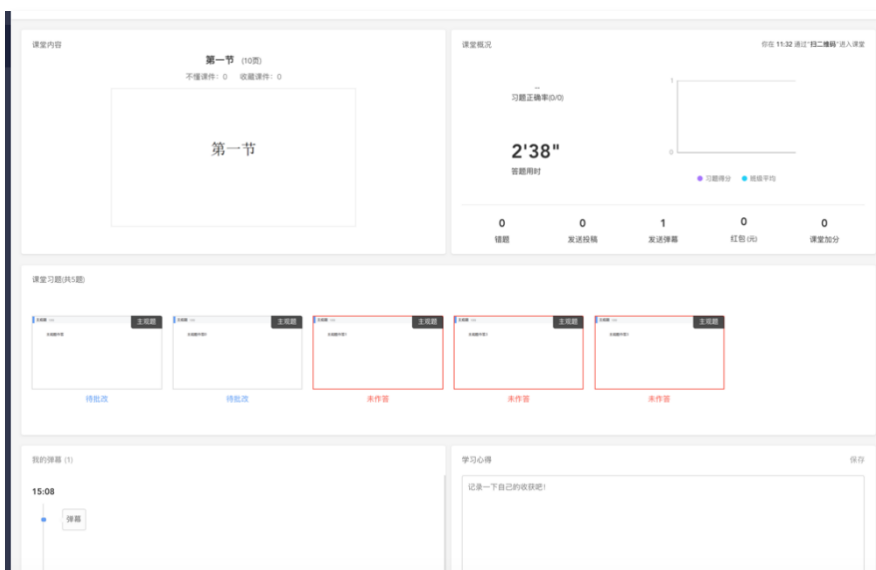 课堂内容
第一节 (10页)
不懂课件：0 收藏课件：0
第一节
课堂概况
你在 11:32 通过"扫二维码"进入课堂
--
习题正确率(0/0)
2'38"
答题用时
1
0
习题得分 班级平均
0 0 1 0 0
错题 发送投稿 发送弹幕 红包(元) 课堂加分
课堂习题(共5题)
主观题 主观题 主观题 主观题 主观题
待批改 待批改 未作答 未作答 未作答
我的弹幕 (1)
15:08
弹幕
学习心得
保存
记录一下自己的收获吧！